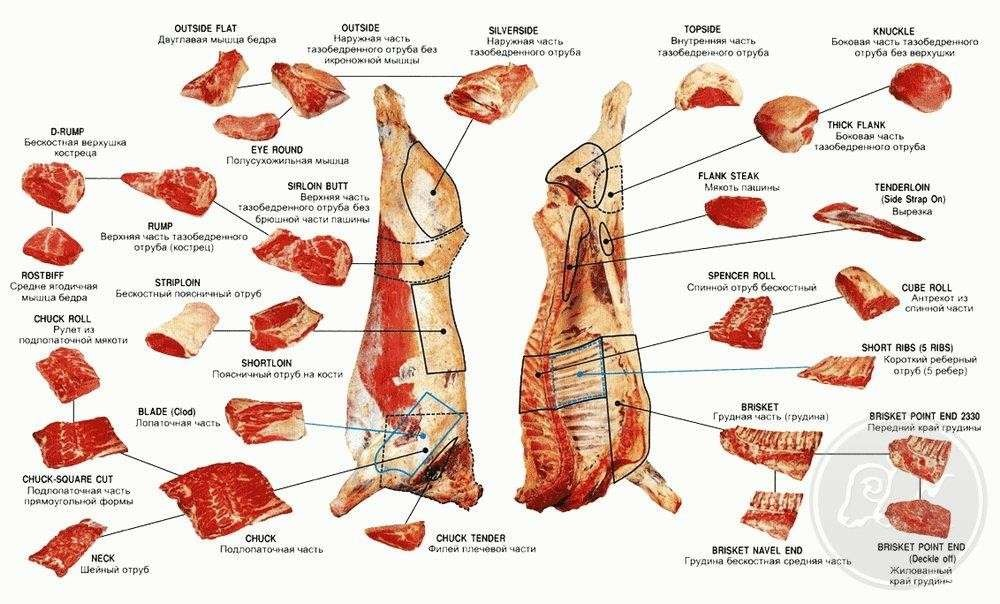 OUTSIDE FLAT
Двуглавая мышца бедра
OUTSIDE
Наружная часть
тазобедренного отруба без
икроножной мышцы
SILVERSIDE
Наружная часть
тазобедренного отруба
TOPSIDE
Внутренняя часть
тазобедренного отруба
KNUCKLE
Боковая часть тазобедренного
отруба без верхушки
D-RUMP
Бескостная верхушка
костреца
EYE ROUND
Полусухожильная мышца
THICK FLANK
Боковая часть
тазобедренного отруба
SIRLOIN BUTT
Верхняя часть
тазобедренного отруба без
брюшной части пашины
FLANK STEAK
Мякоть пашины
TENDERLOIN
(Side Strap On)
Вырезка
RUMP
Верхняя часть тазобедренного
отруба (кострец)
ROSTBIFF
Средне ягодичная
мышца бедра
STRIPLOIN
Бескостный поясничный отруб
SPENCER ROLL
Спинной отруб бескостный
CUBE ROLL
Антрекот из
спинной части
CHUCK ROLL
Рулет из
подлопаточной мякоти
SHORTLOIN
Поясничный отруб на кости
SHORT RIBS (5 RIBS)
Короткий реберный
отруб (5 ребер)
BLADE (Clod)
Лопаточная часть
BRISKET
Грудная часть (грудина)
BRISKET POINT END 2330
Передний край грудины
CHUCK-SQUARE CUT
Подлопаточная часть
прямоугольной формы
NECK
Шейный отруб
CHUCK
Подлопаточная часть
CHUCK TENDER
Филей плечевой части
BRISKET NAVEL END
Грудина бескостная средняя часть
BRISKET POINT END
(Deckle off)
Жилованный
край грудины